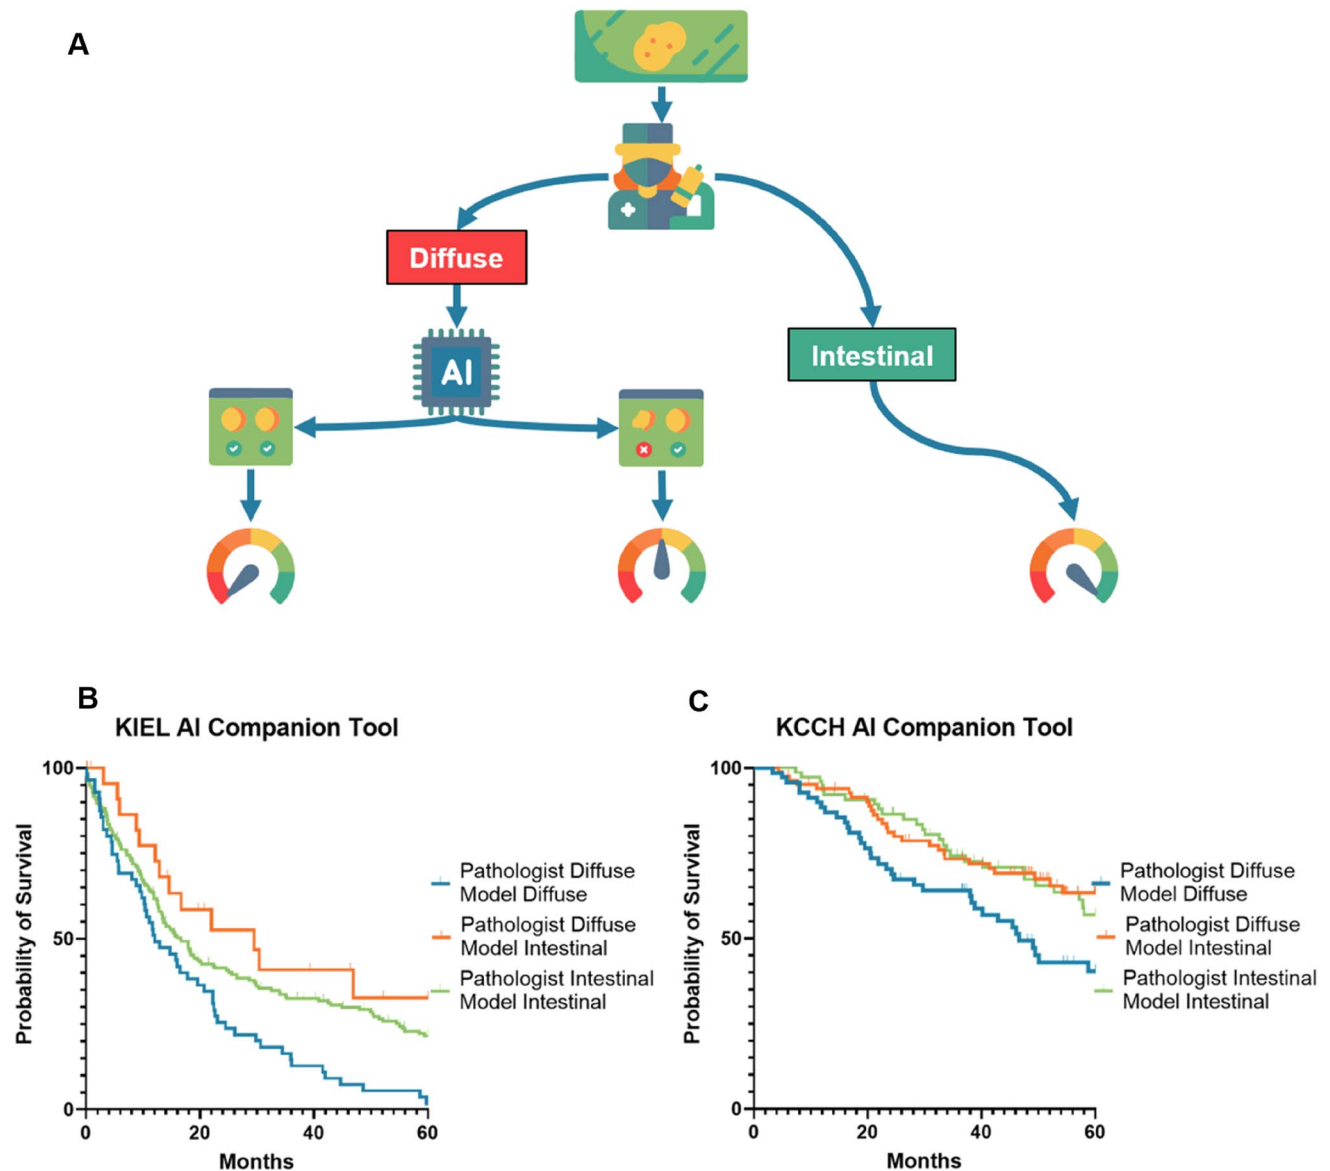 A
Diffuse
AI
Intestinal
B
KIEL AI Companion Tool
Probability of Survival
100
50
0
0 20 40 60
Months
Pathologist Diffuse
Model Diffuse
Pathologist Diffuse
Model Intestinal
Pathologist Intestinal
Model Intestinal
C
KCCH AI Companion Tool
Probability of Survival
100
50
0
0 20 40 60
Months
Pathologist Diffuse
Model Diffuse
Pathologist Diffuse
Model Intestinal
Pathologist Intestinal
Model Intestinal